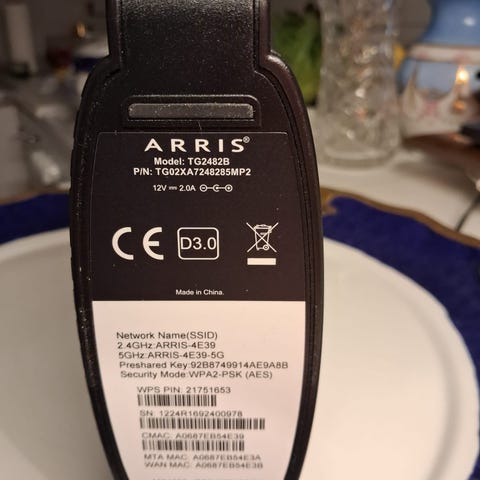 ARRIS®
Model: TG2482B
P/N: TG02XA7248285MP2
12V 2.0A
CE D3.0
Made in China.
Network Name(SSID)
2.4GHz:ARRIS-4E39
5GHz:ARRIS-4E39-5G
Preshared Key:92B8749914AE9A8B
Security Mode:WPA2-PSK (AES)
WPS PIN: 21751653
SN: 1224R1692400978
CMAC: A0687EB54E39
MTA MAC: A0687EB54E3A
WAN MAC: A0687EB54E3B